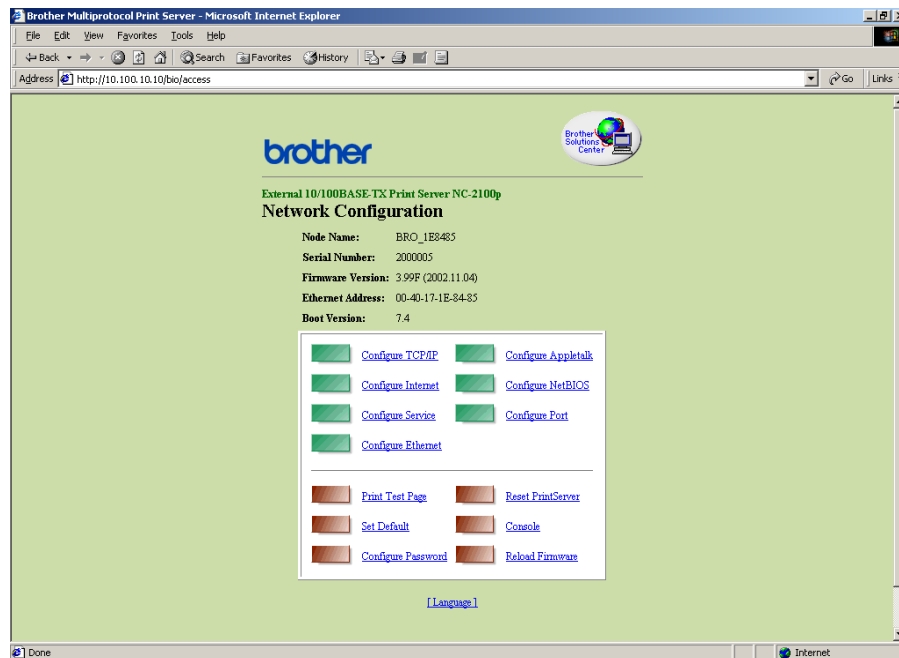 Brother Multiprotocol Print Server - Microsoft Internet Explorer
File Edit View Favorites Tools Help
Back Search Favorites History
Address http://10.100.10.10/bio/access Go Links
brother
Brother
Solutions
Center
External 10/100BASE-TX Print Server NC-2100p
Network Configuration
Node Name: BRO_1E8485
Serial Number: 2000005
Firmware Version: 3.99F (2002.11.04)
Ethernet Address: 00-40-17-1E-84-85
Boot Version: 7.4
Configure TCP/IP Configure Appletalk
Configure Internet Configure NetBIOS
Configure Service Configure Port
Configure Ethernet
Print Test Page Reset PrintServer
Set Default Console
Configure Password Reload Firmware
[ Language ]
Done Internet